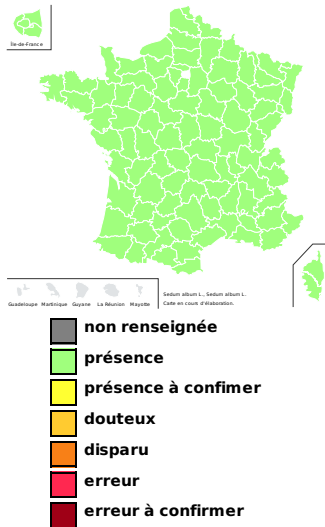 Île-de-France
Guadeloupe Martinique Guyane La Réunion Mayotte
Sedum album L., Sedum album L.
Carte en cours d'élaboration.
non renseignée
présence
présence à confimer
douteux
disparu
erreur
erreur à confirmer